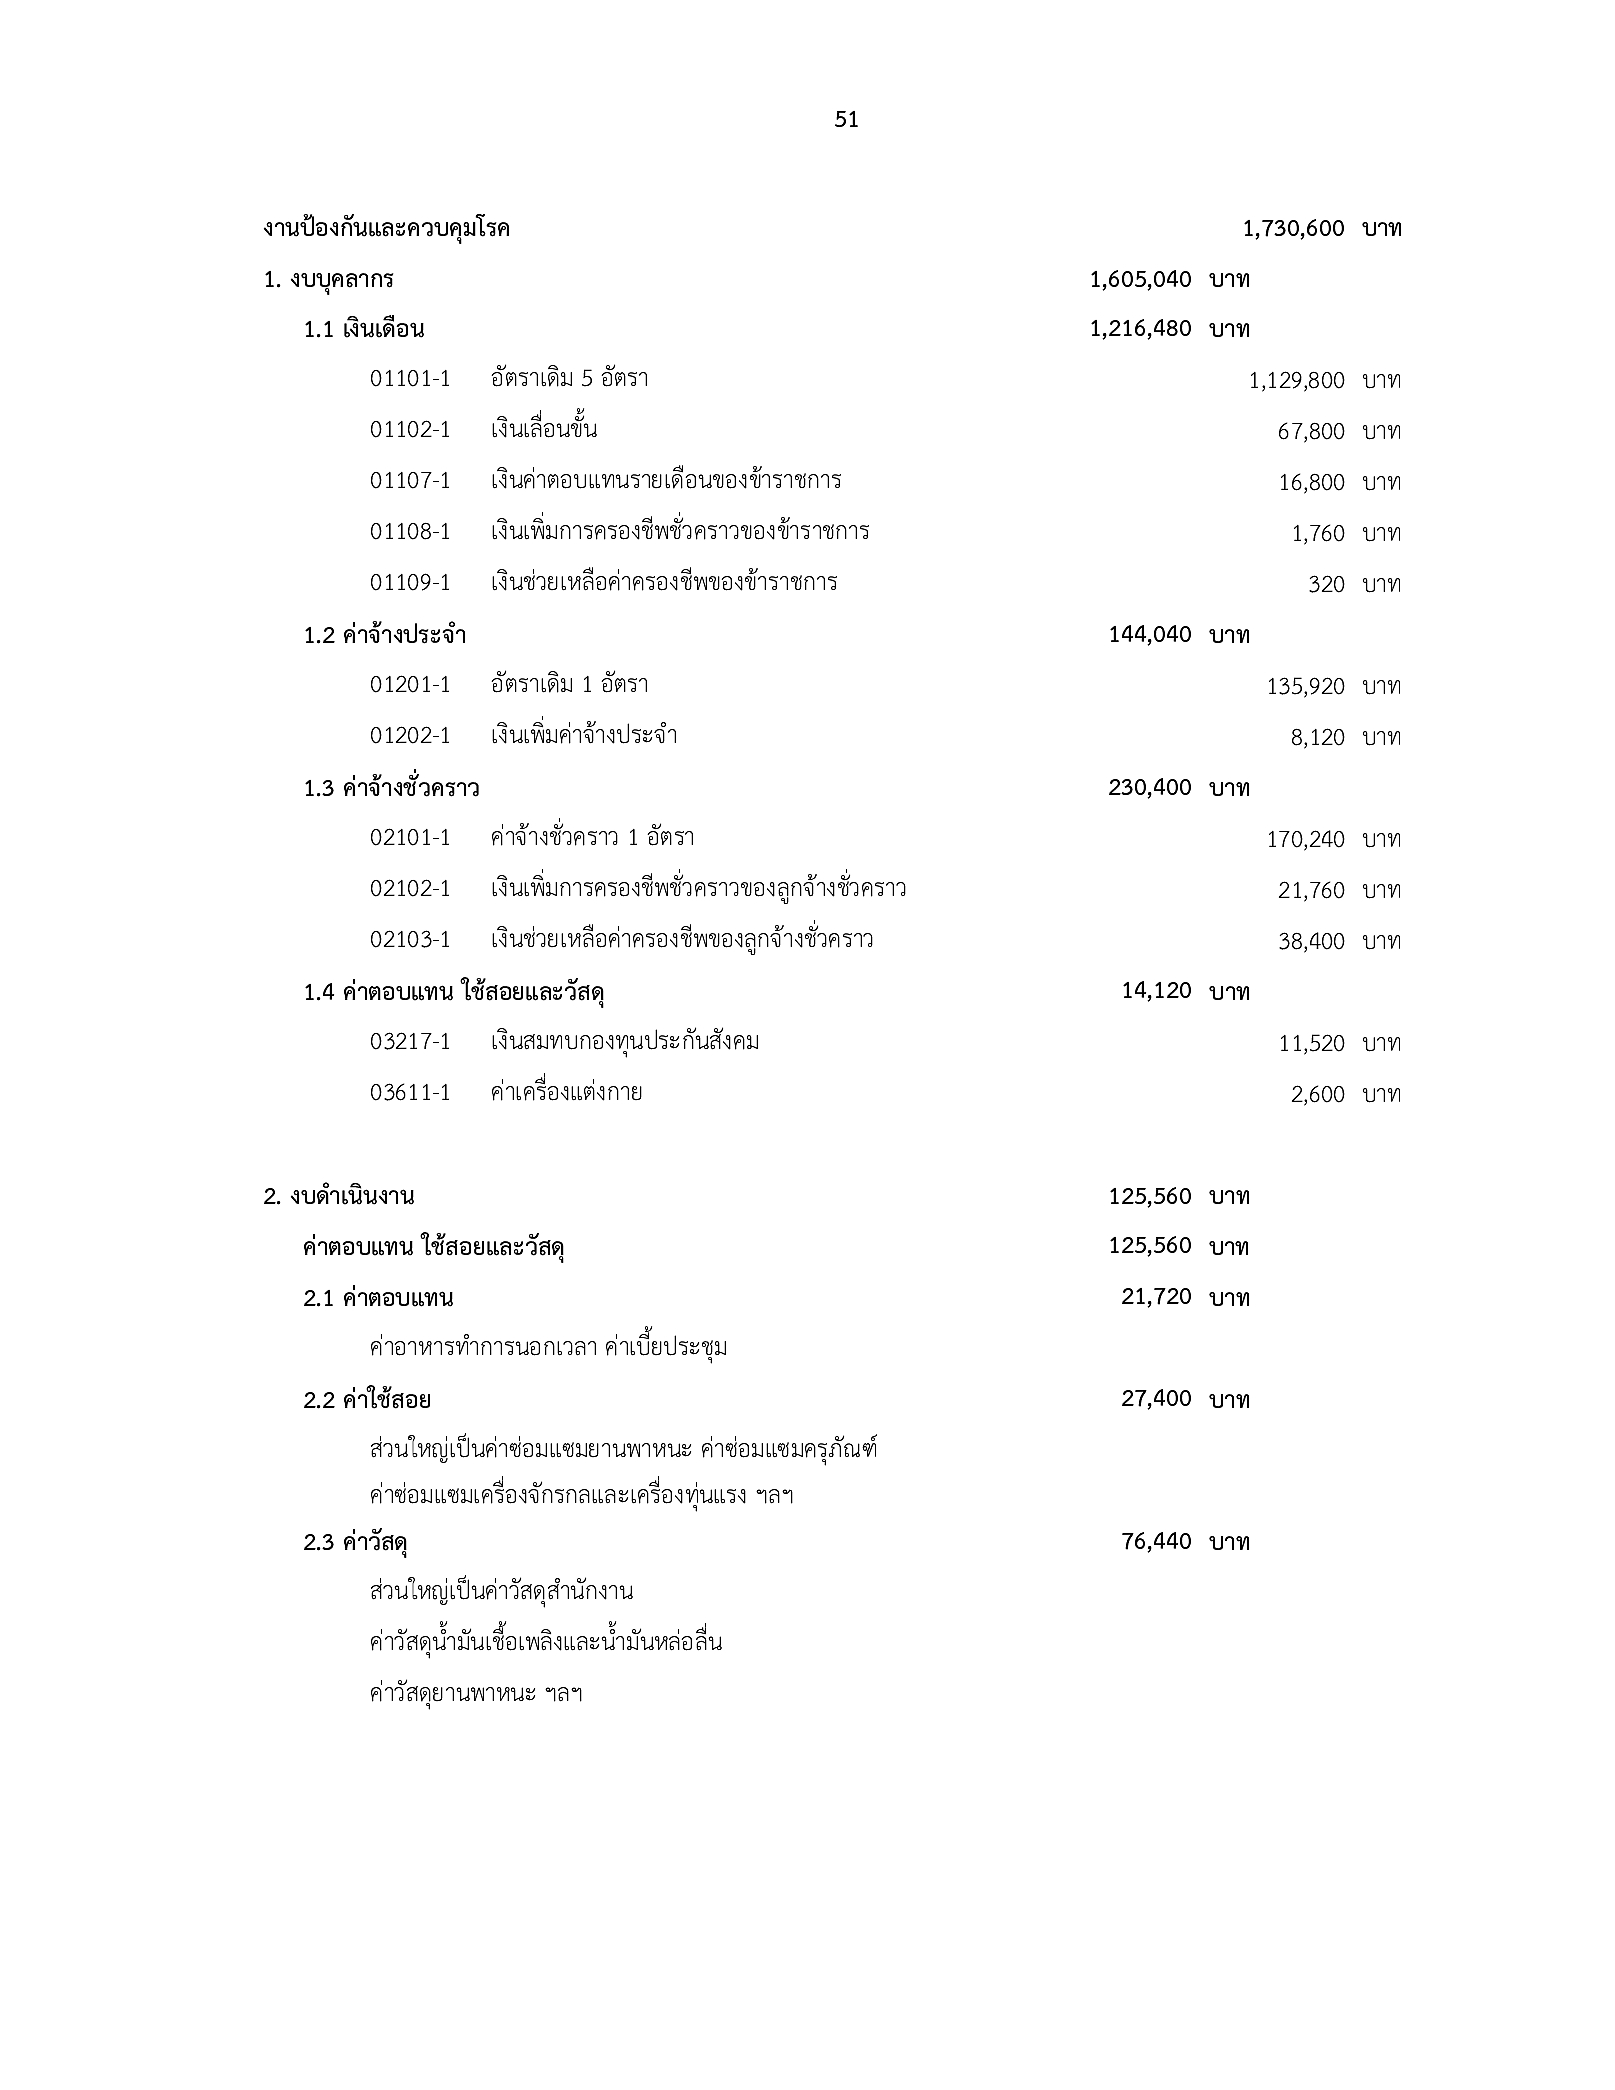 51
งานป้องกันและควบคุมโรค 1,730,600 บาท
1. งบบุคลากร 1,605,040 บาท
1.1 เงินเดือน 1,216,480 บาท
01101-1 อัตราเดิม 5 อัตรา 1,129,800 บาท
01102-1 เงินเลื่อนขั้น 67,800 บาท
01107-1 เงินค่าตอบแทนรายเดือนของข้าราชการ 16,800 บาท
01108-1 เงินเพิ่มการครองชีพชั่วคราวของข้าราชการ 1,760 บาท
01109-1 เงินช่วยเหลือค่าครองชีพของข้าราชการ 320 บาท
1.2 ค่าจ้างประจำ 144,040 บาท
01201-1 อัตราเดิม 1 อัตรา 135,920 บาท
01202-1 เงินเพิ่มค่าจ้างประจำ 8,120 บาท
1.3 ค่าจ้างชั่วคราว 230,400 บาท
02101-1 ค่าจ้างชั่วคราว 1 อัตรา 170,240 บาท
02102-1 เงินเพิ่มการครองชีพชั่วคราวของลูกจ้างชั่วคราว 21,760 บาท
02103-1 เงินช่วยเหลือค่าครองชีพของลูกจ้างชั่วคราว 38,400 บาท
1.4 ค่าตอบแทน ใช้สอยและวัสดุ 14,120 บาท
03217-1 เงินสมทบกองทุนประกันสังคม 11,520 บาท
03611-1 ค่าเครื่องแต่งกาย 2,600 บาท
2. งบดำเนินงาน 125,560 บาท
ค่าตอบแทน ใช้สอยและวัสดุ 125,560 บาท
2.1 ค่าตอบแทน 21,720 บาท
ค่าอาหารทำการนอกเวลา ค่าเบี้ยประชุม
2.2 ค่าใช้สอย 27,400 บาท
ส่วนใหญ่เป็นค่าซ่อมแซมยานพาหนะ ค่าซ่อมแซมครุภัณฑ์
ค่าซ่อมแซมเครื่องจักรกลและเครื่องทุ่นแรง ฯลฯ
2.3 ค่าวัสดุ 76,440 บาท
ส่วนใหญ่เป็นค่าวัสดุสำนักงาน
ค่าวัสดุน้ำมันเชื้อเพลิงและน้ำมันหล่อลื่น
ค่าวัสดุยานพาหนะ ฯลฯ